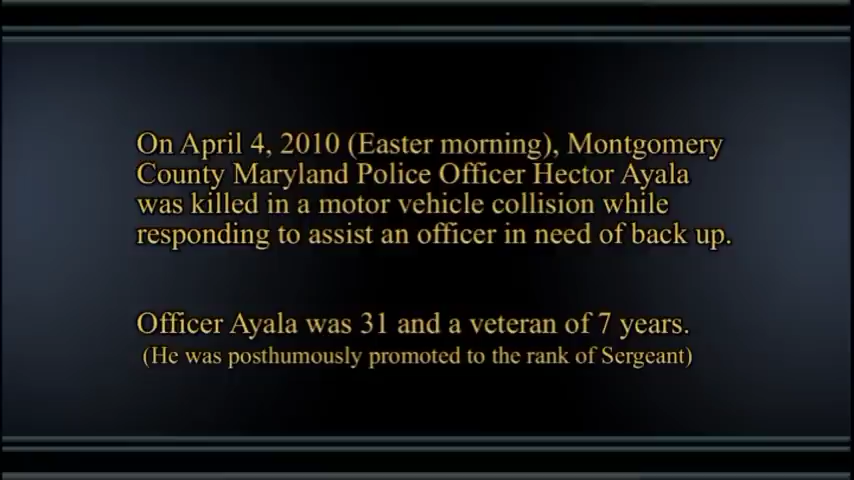 On April 4, 2010 (Easter morning), Montgomery
County Maryland Police Officer Hector Ayala
was killed in a motor vehicle collision while
responding to assist an officer in need of back up.
Officer Ayala was 31 and a veteran of 7 years.
(He was posthumously promoted to the rank of Sergeant)